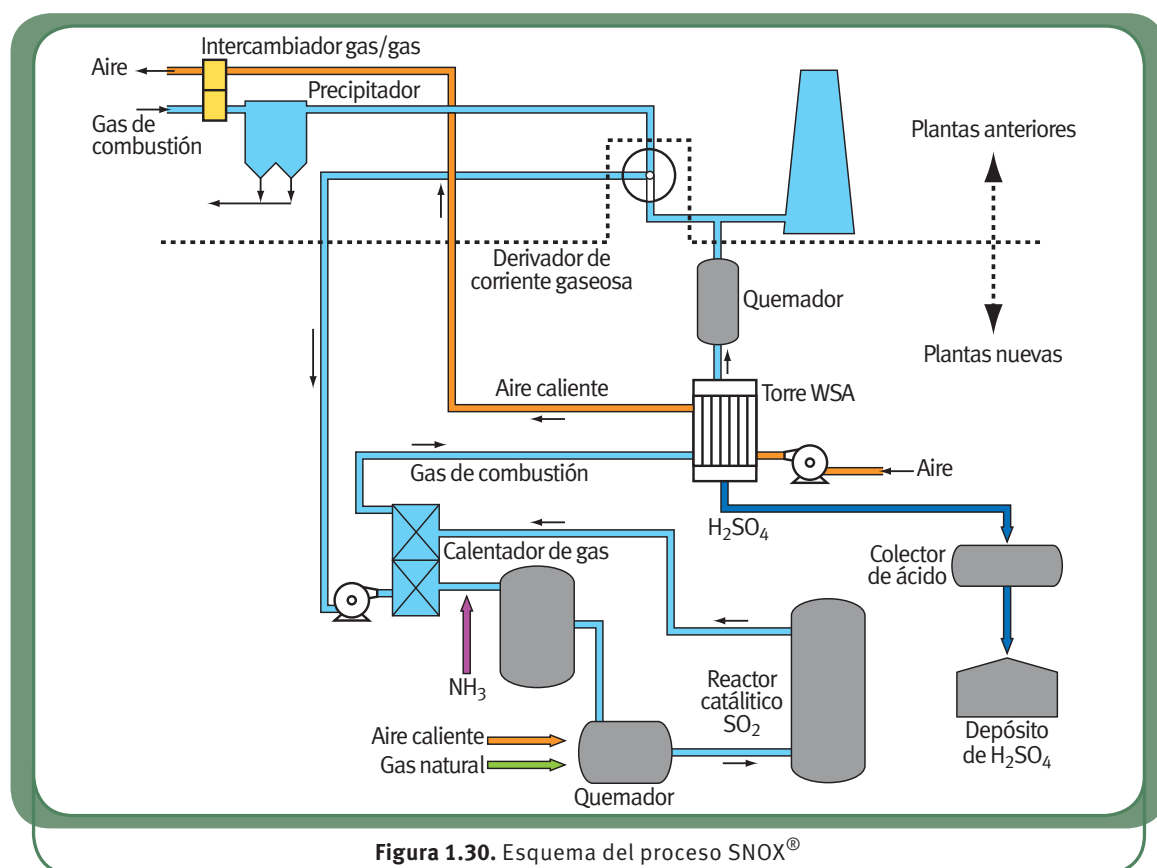 Intercambiador gas/gas
Aire
Precipitador
Gas de
combustión
Plantas anteriores
Derivador de
corriente gaseosa
Quemador
Plantas nuevas
Aire caliente
Torre WSA
Gas de combustión
Aire
H₂SO₄
Calentador de gas
Colector
de ácido
NH₃
Reactor
catálitico
SO₂
Aire caliente
Gas natural
Quemador
Depósito
de H₂SO₄
Figura 1.30. Esquema del proceso SNOX®